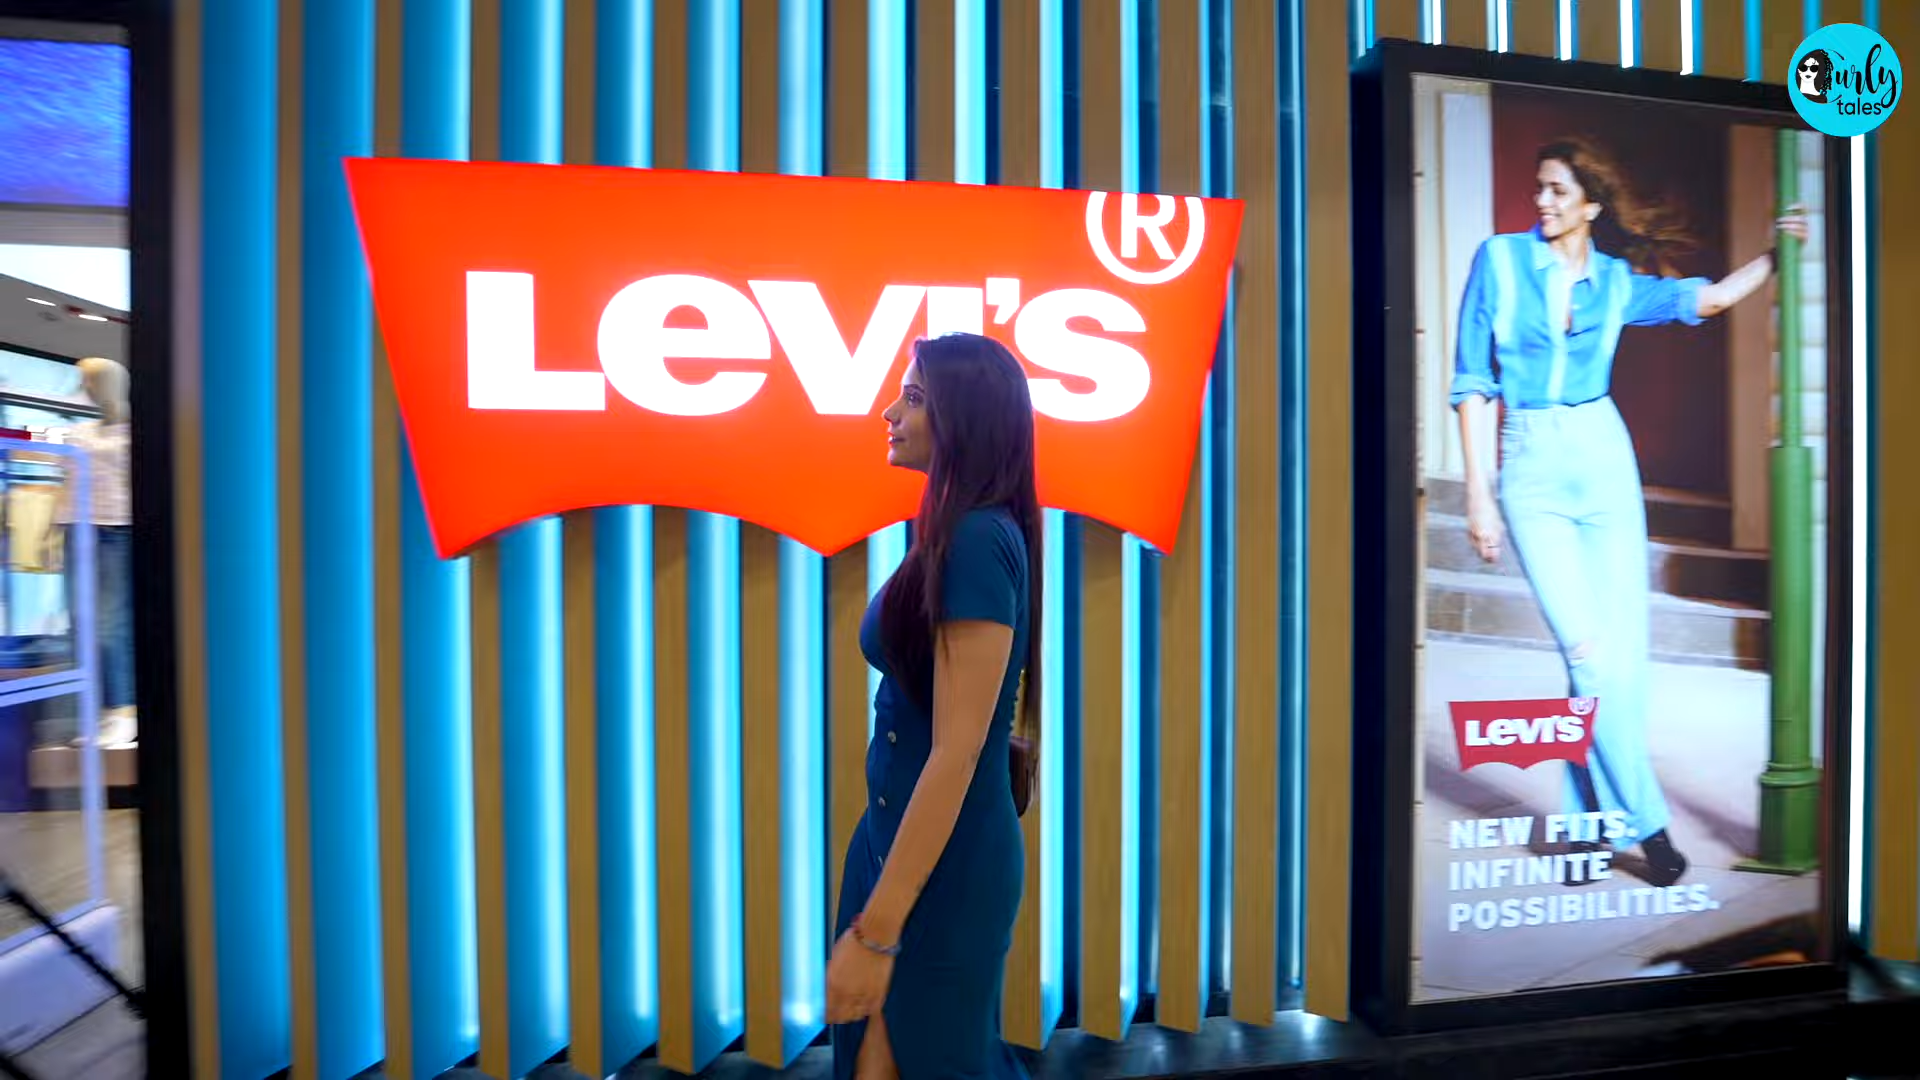 Levi's®
Curly
tales
Levi's®
NEW FITS.
INFINITE
POSSIBILITIES.